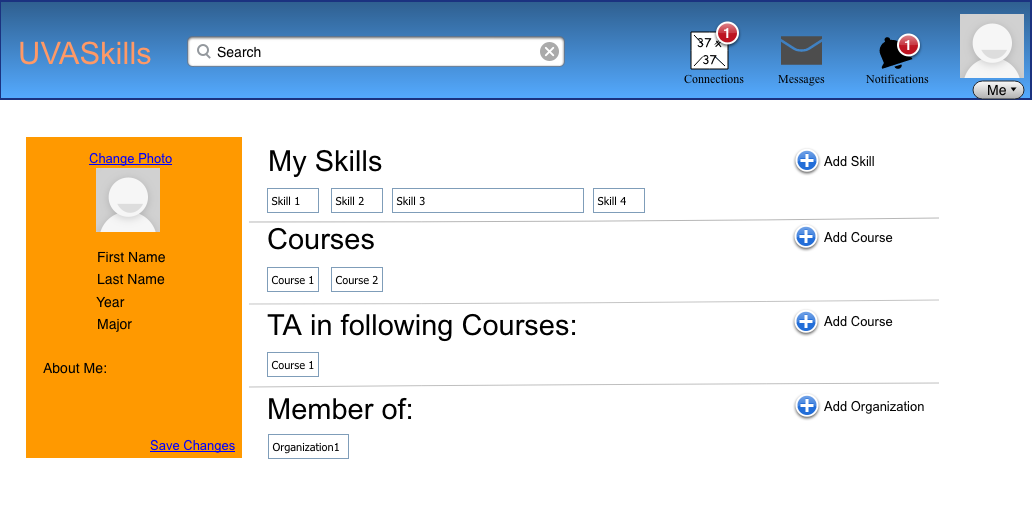 UVASkills
Search
37 x 37
1
Connections
Messages
1
Notifications
Me
Change Photo
First Name
Last Name
Year
Major
About Me:
Save Changes
My Skills
Add Skill
Skill 1
Skill 2
Skill 3
Skill 4
Courses
Add Course
Course 1
Course 2
TA in following Courses:
Add Course
Course 1
Member of:
Add Organization
Organization1